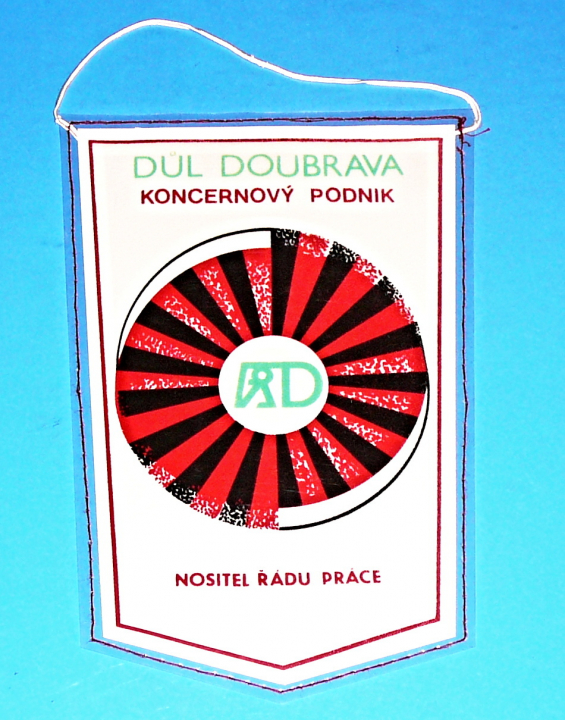 DŮL DOUBRAVA
KONCERNOVÝ PODNIK
D
NOSITEL ŘÁDU PRÁCE